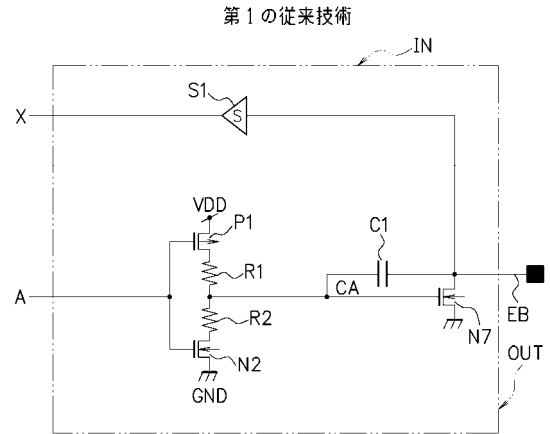 第1の従来技術
IN
S1
X
S
VDD
P1
C1
R1
A
CA
R2
N7
EB
N2
OUT
GND